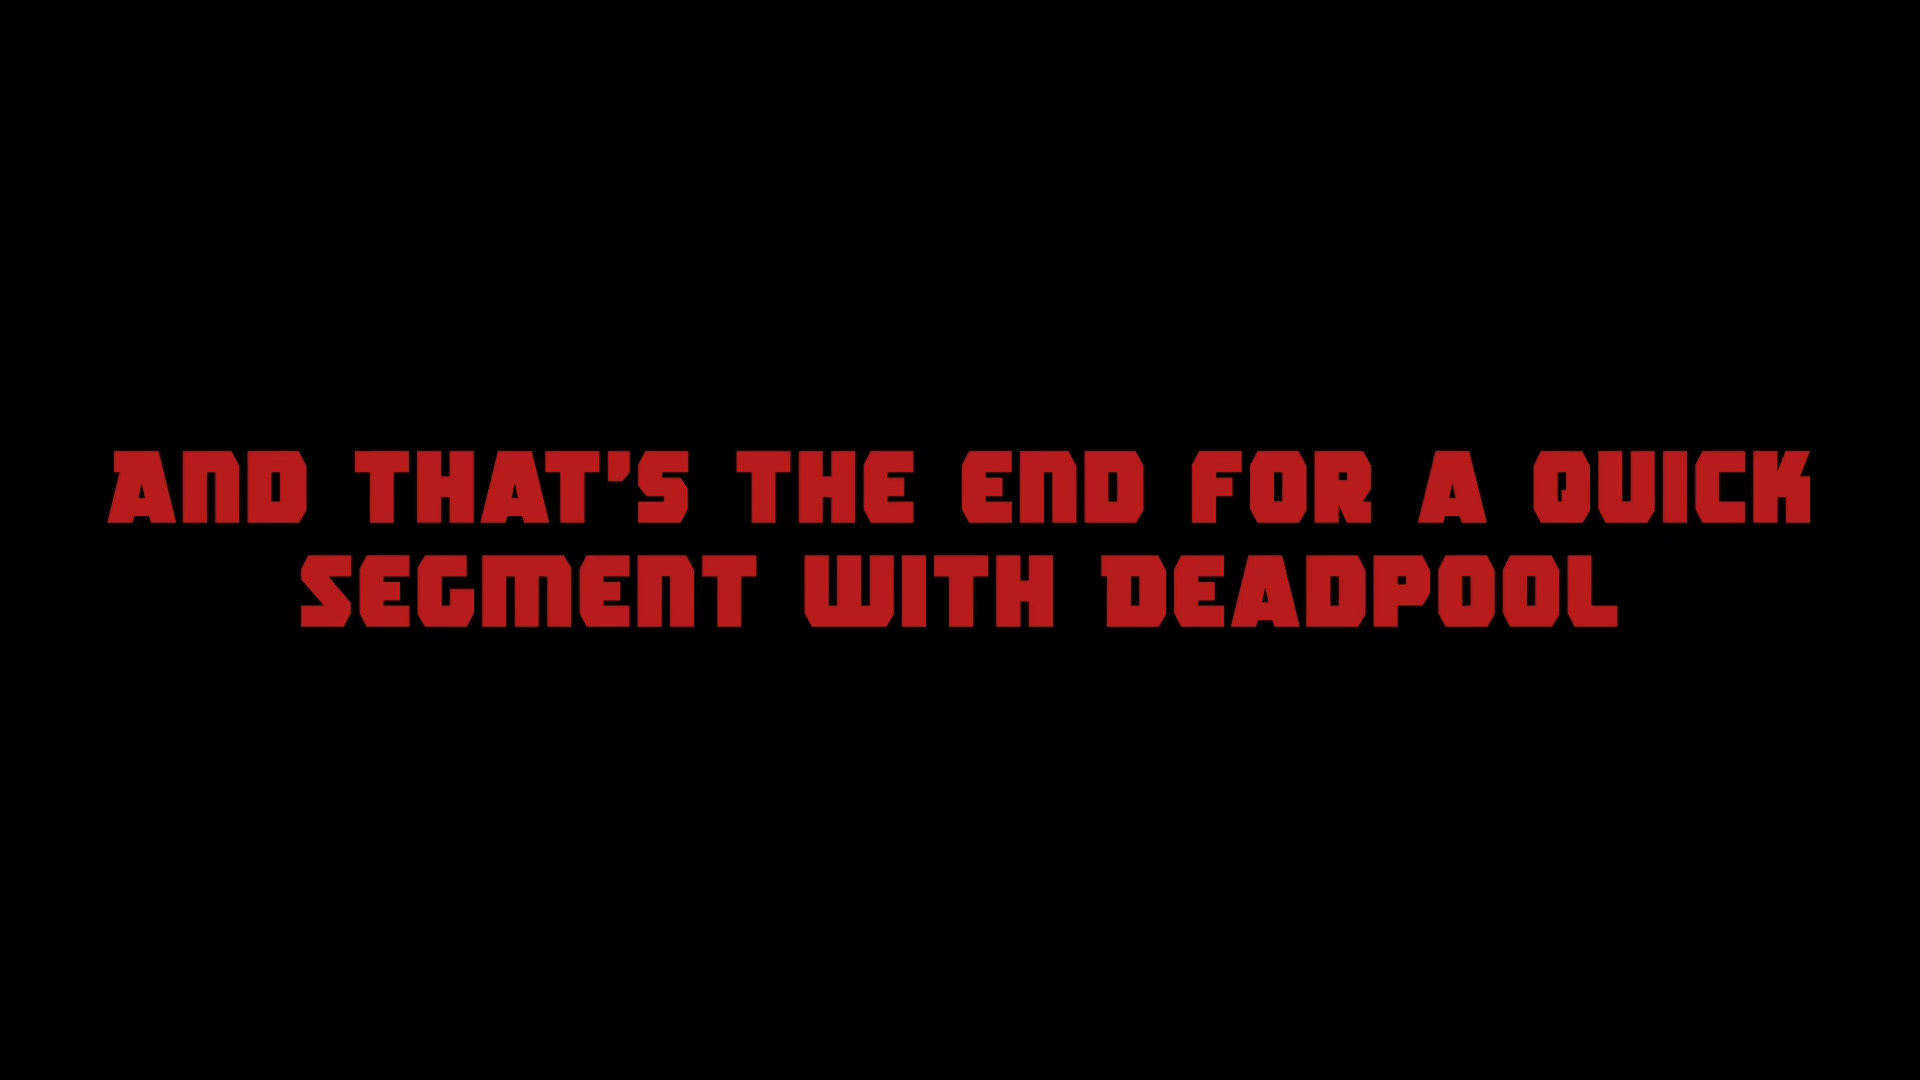 And that's the end for a quick
segment with Deadpool